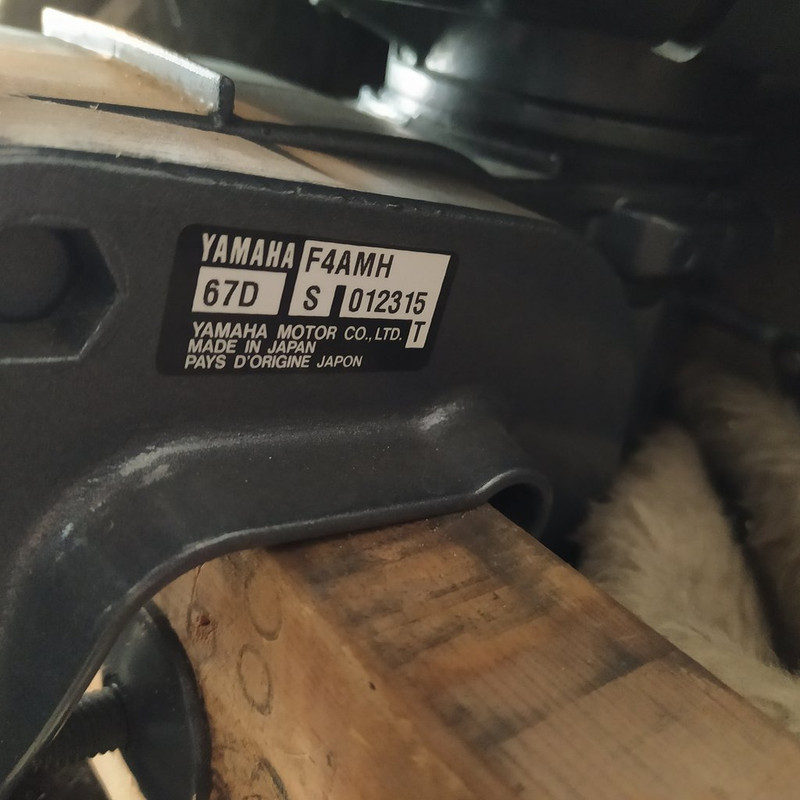 YAMAHA F4AMH
67D S 012315
YAMAHA MOTOR CO., LTD. T
MADE IN JAPAN
PAYS D'ORIGINE JAPON